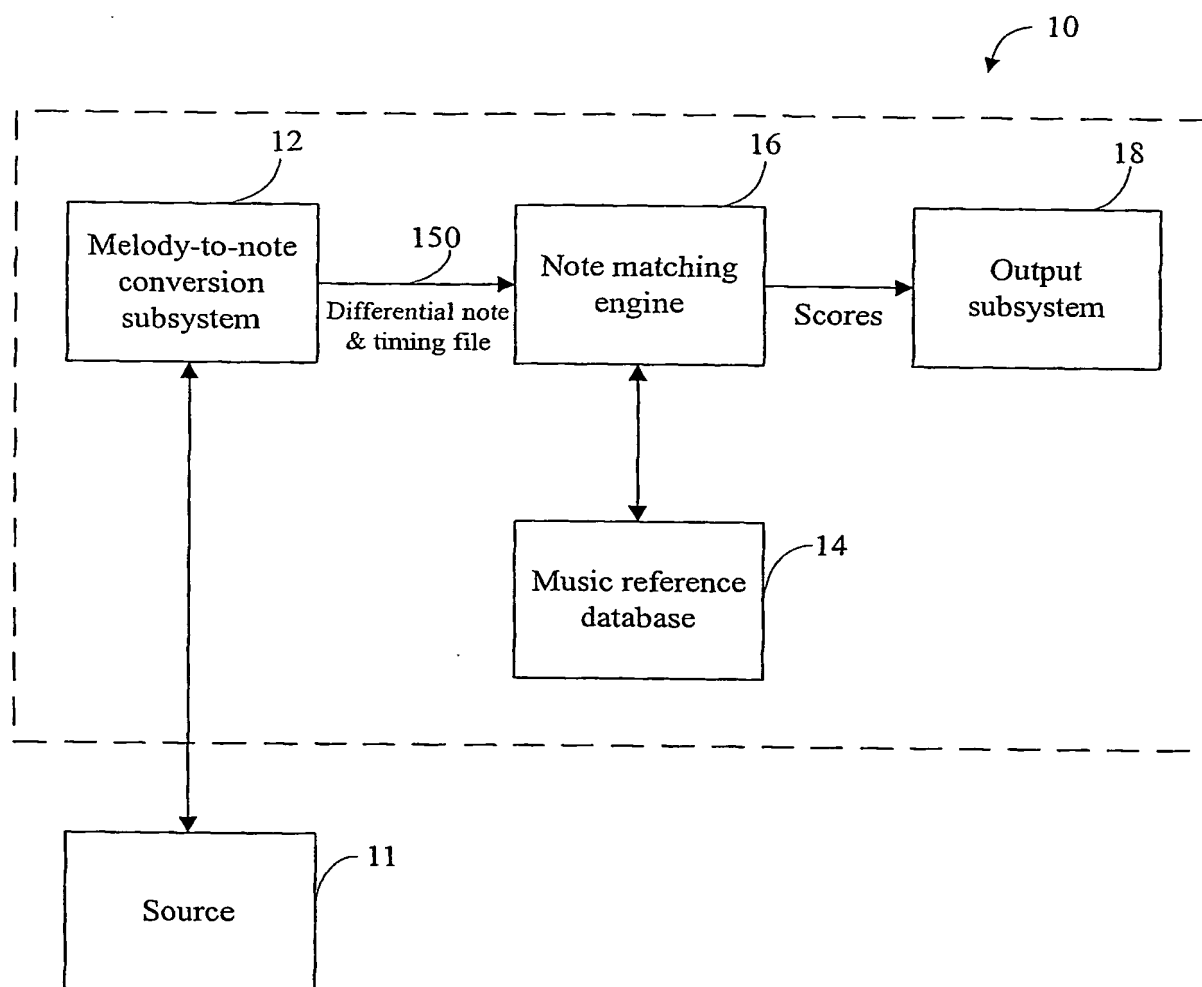 10
12
16
18
Melody-to-note
conversion
subsystem
150
Differential note
& timing file
Note matching
engine
Scores
Output
subsystem
14
Music reference
database
11
Source